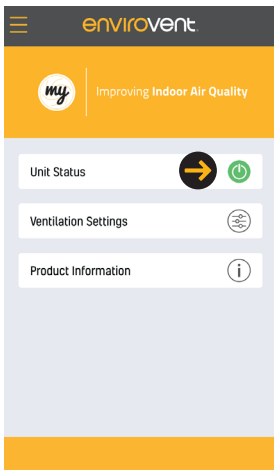 envirovent.
my
Improving Indoor Air Quality
Unit Status
Ventilation Settings
Product Information
i